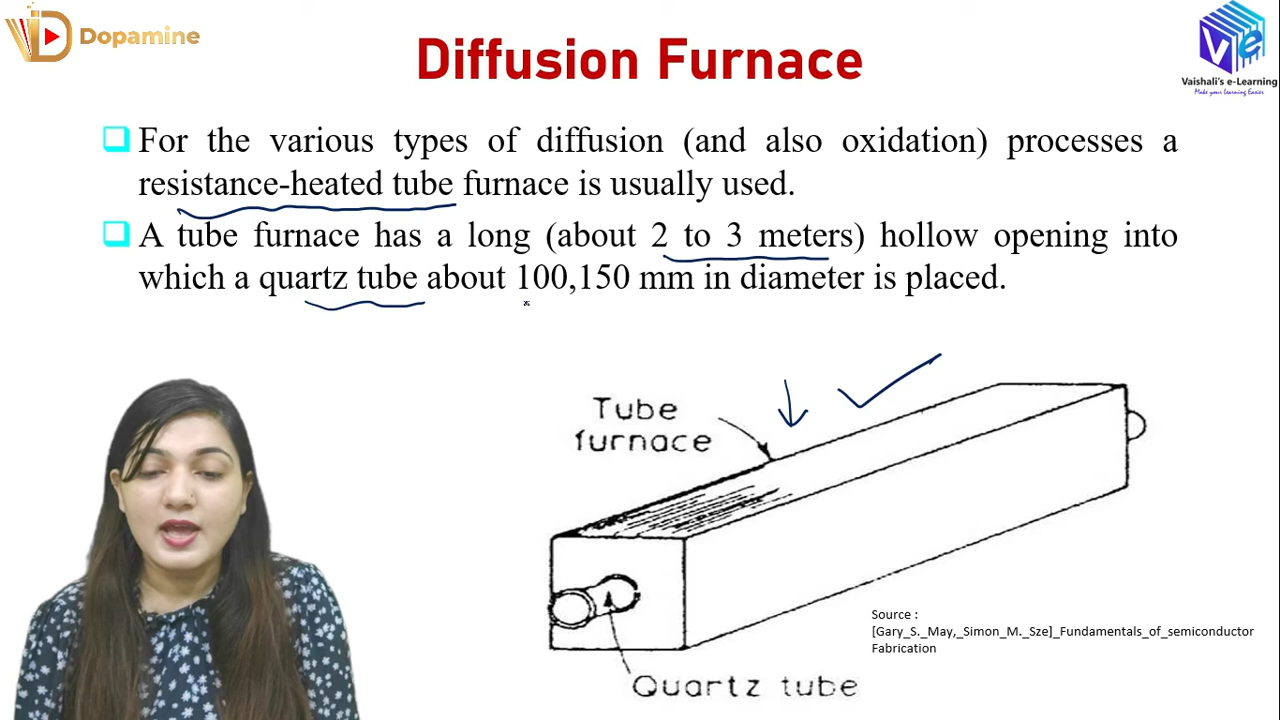 Dopamine
Diffusion Furnace
Vaishali's e-Learning
Make your Learning Easier
For the various types of diffusion (and also oxidation) processes a
resistance-heated tube furnace is usually used.
A tube furnace has a long (about 2 to 3 meters) hollow opening into
which a quartz tube about 100,150 mm in diameter is placed.
Tube
furnace
Quartz tube
Source :
[Gary_S._May,_Simon_M._Sze]_Fundamentals_of_semiconductor
Fabrication